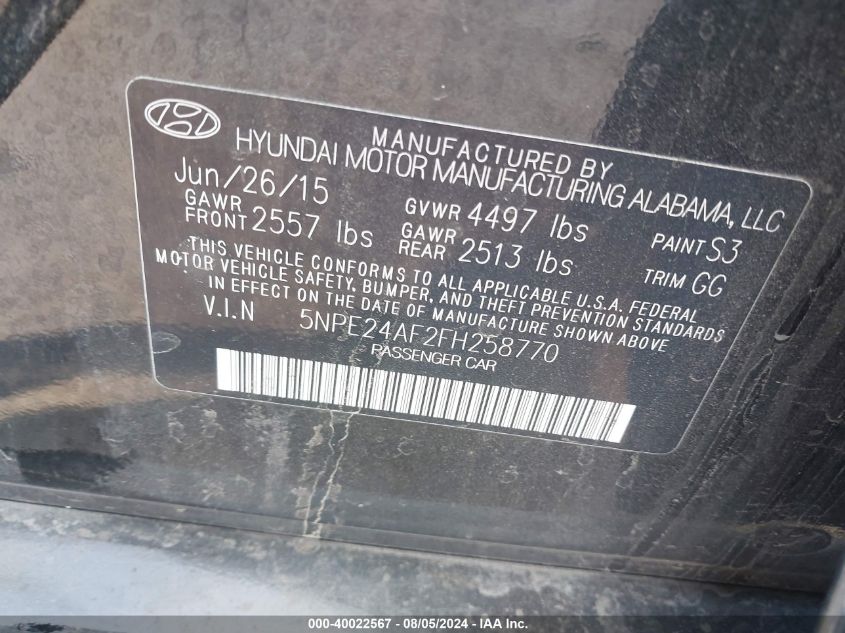 MANUFACTURED BY
HYUNDAI MOTOR MANUFACTURING ALABAMA, LLC
Jun/26/15 GVWR 4497 lbs PAINT S3
GAWR FRONT 2557 lbs GAWR REAR 2513 lbs TRIM GG
THIS VEHICLE CONFORMS TO ALL APPLICABLE U.S.A. FEDERAL
MOTOR VEHICLE SAFETY, BUMPER, AND THEFT PREVENTION STANDARDS
IN EFFECT ON THE DATE OF MANUFACTURE SHOWN ABOVE
V.I.N 5NPE24AF2FH258770
PASSENGER CAR
000-40022567 - 08/05/2024 - IAA Inc.